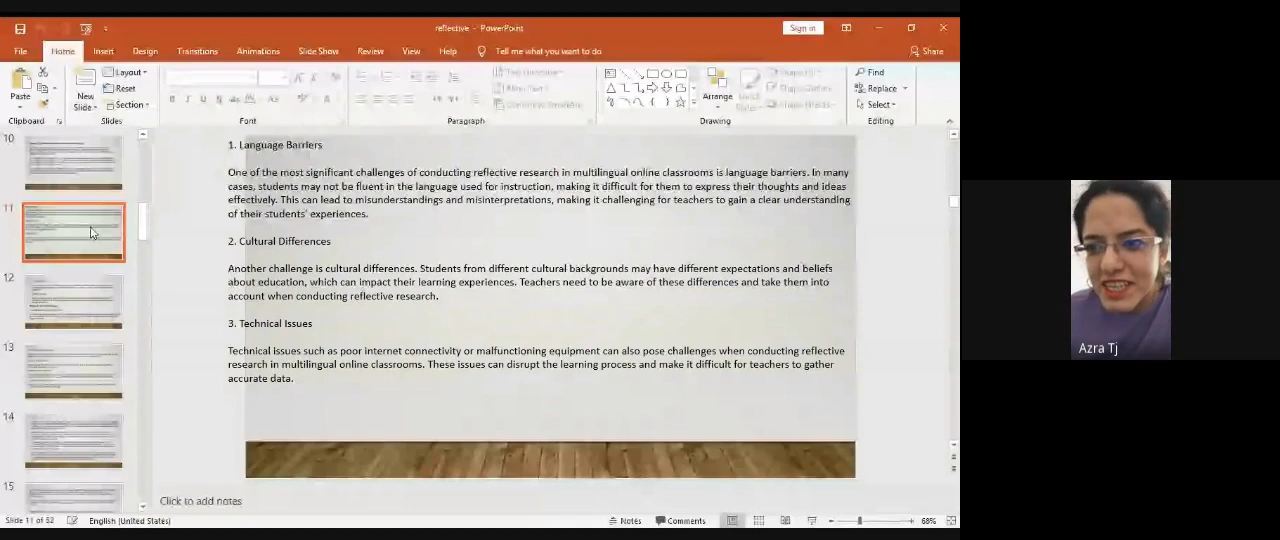 reflective - PowerPoint
Sign in
File Home Insert Design Transitions Animations Slide Show Review View Help Tell me what you want to do Share
Paste
New
Slide
Layout
Reset
Section
Arrange
Find
Replace
Select
Clipboard Slides Font Paragraph Drawing Editing
10
11
12
13
14
15
1. Language Barriers
One of the most significant challenges of conducting reflective research in multilingual online classrooms is language barriers. In many
cases, students may not be fluent in the language used for instruction, making it difficult for them to express their thoughts and ideas
effectively. This can lead to misunderstandings and misinterpretations, making it challenging for teachers to gain a clear understanding
of their students' experiences.
2. Cultural Differences
Another challenge is cultural differences. Students from different cultural backgrounds may have different expectations and beliefs
about education, which can impact their learning experiences. Teachers need to be aware of these differences and take them into
account when conducting reflective research.
3. Technical Issues
Technical issues such as poor internet connectivity or malfunctioning equipment can also pose challenges when conducting reflective
research in multilingual online classrooms. These issues can disrupt the learning process and make it difficult for teachers to gather
accurate data.
Click to add notes
Slide 11 of 52 English (United States) Notes Comments 68%
Azra Tj